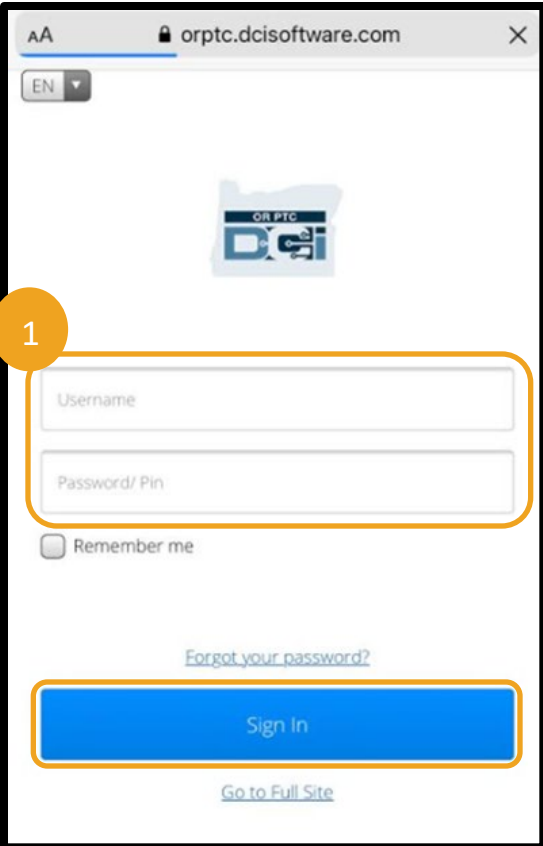 AA orptc.dcisoftware.com
EN
OR PTC
DCi
1
Username
Password/ Pin
Remember me
Forgot your password?
Sign In
Go to Full Site